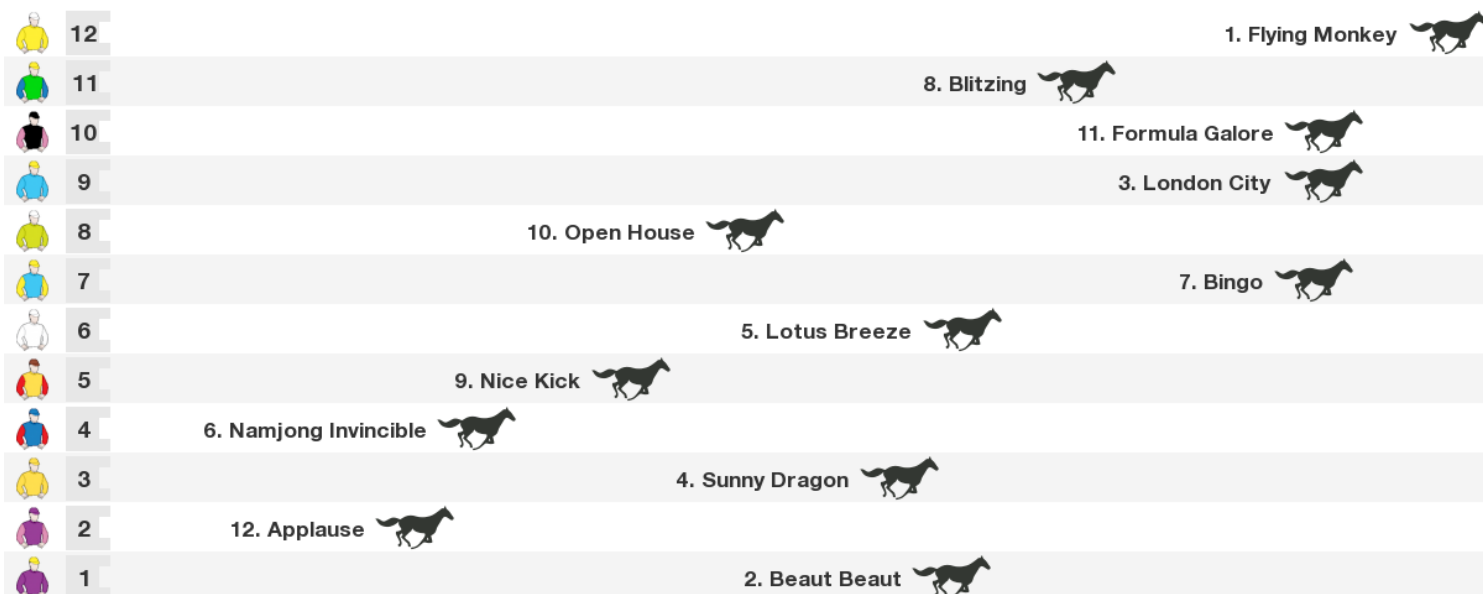 12 1. Flying Monkey
11 8. Blitzing
10 11. Formula Galore
9 3. London City
8 10. Open House
7 7. Bingo
6 5. Lotus Breeze
5 9. Nice Kick
4 6. Namjong Invincible
3 4. Sunny Dragon
2 12. Applause
1 2. Beaut Beaut